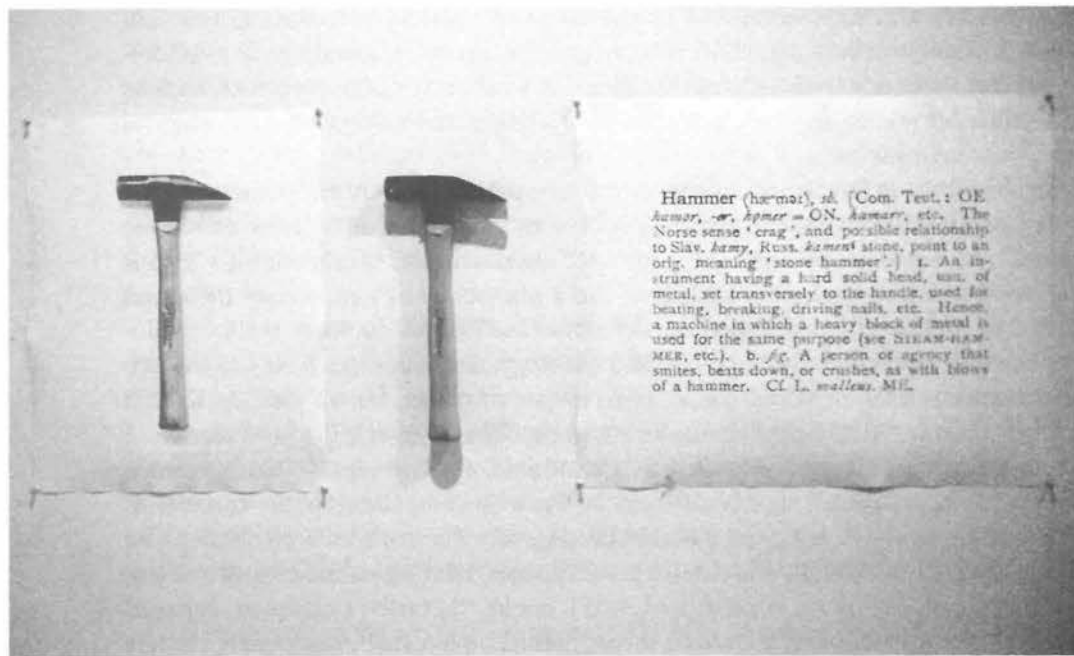 Hammer (hæ·məɹ), sb. [Com. Teut.: OE
hamor, -er, hǫmer = ON. hamarr, etc. The
Norse sense ‘crag’, and possible relationship
to Slav. kamy, Russ. kamenĭ stone, point to an
orig. meaning ‘stone hammer’.] 1. An in-
strument having a hard solid head, usu. of
metal, set transversely to the handle, used for
beating, breaking, driving nails, etc. Hence,
a machine in which a heavy block of metal is
used for the same purpose (see STEAM-HAM-
MER, etc.). b. fig. A person or agency that
smites, beats down, or crushes, as with blows
of a hammer. Cf. L. malleus. ME.